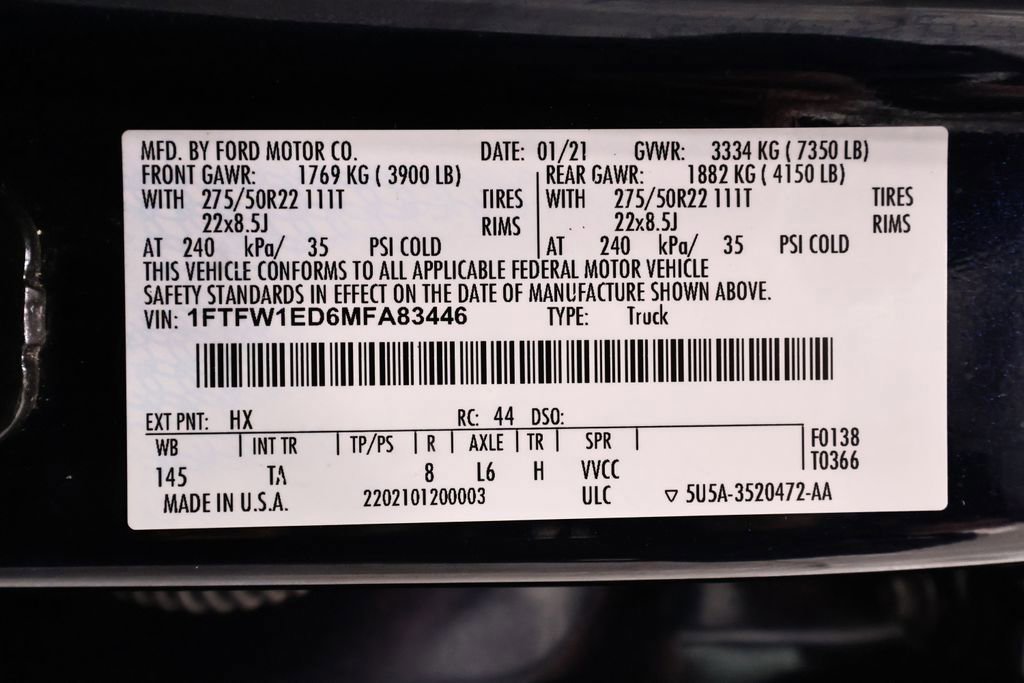 MFD. BY FORD MOTOR CO. DATE: 01/21 GVWR: 3334 KG ( 7350 LB)
FRONT GAWR: 1769 KG ( 3900 LB) REAR GAWR: 1882 KG ( 4150 LB)
WITH 275/50R22 111T TIRES WITH 275/50R22 111T TIRES
22x8.5J RIMS 22x8.5J RIMS
AT 240 kPa/ 35 PSI COLD AT 240 kPa/ 35 PSI COLD
THIS VEHICLE CONFORMS TO ALL APPLICABLE FEDERAL MOTOR VEHICLE
SAFETY STANDARDS IN EFFECT ON THE DATE OF MANUFACTURE SHOWN ABOVE.
VIN: 1FTFW1ED6MFA83446 TYPE: Truck
EXT PNT: HX RC: 44 DSO:
WB INT TR TP/PS R AXLE TR SPR F0138
145 TA 8 L6 H VVCC T0366
MADE IN U.S.A. 2202101200003 ULC ▽ 5U5A-3520472-AA